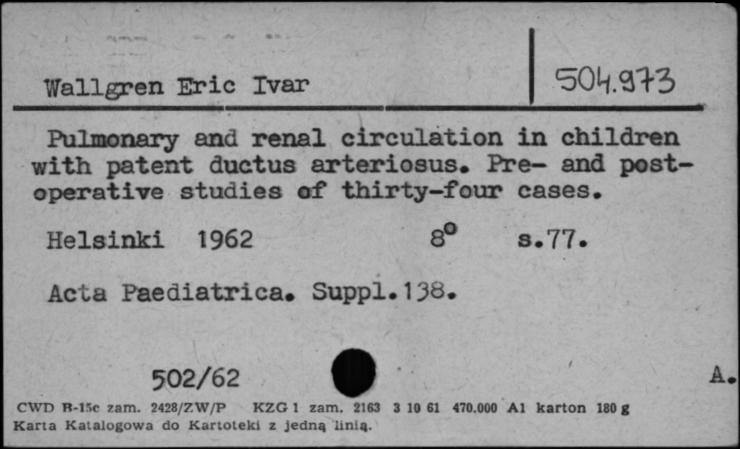 Wallgren Eric Ivar
504.973
Pulmonary and renal circulation in children
with patent ductus arteriosus. Pre- and post-
operative studies of thirty-four cases.
Helsinki 1962 8° s.77.
Acta Paediatrica. Suppl.138.
502/62 A.
CWD B-15c zam. 2428/ZW/P KZG 1 zam. 2163 3 10 61 470.000 A1 karton 180 g
Karta Katalogowa do Kartoteki z jedną linią.